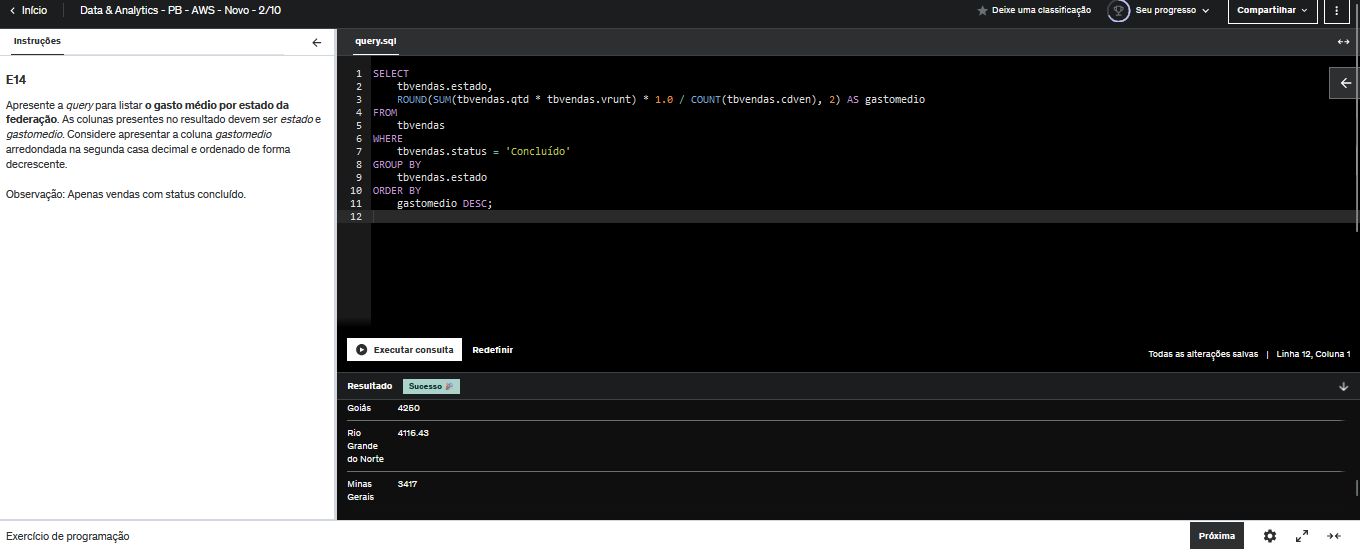 Início
Data & Analytics - PB - AWS - Novo - 2/10
Deixe uma classificação
Seu progresso
Compartilhar
Instruções
E14
Apresente a query para listar o gasto médio por estado da
federação. As colunas presentes no resultado devem ser estado e
gastomedio. Considere apresentar a coluna gastomedio
arredondada na segunda casa decimal e ordenado de forma
decrescente.
Observação: Apenas vendas com status concluído.
query.sql
1 SELECT
2 tbvendas.estado,
3 ROUND(SUM(tbvendas.qtd * tbvendas.vrunt) * 1.0 / COUNT(tbvendas.cdven), 2) AS gastomedio
4 FROM
5 tbvendas
6 WHERE
7 tbvendas.status = 'Concluído'
8 GROUP BY
9 tbvendas.estado
10 ORDER BY
11 gastomedio DESC;
12
Executar consulta
Redefinir
Todas as alterações salvas | Linha 12, Coluna 1
Resultado
Sucesso
Goiás 4250
Rio 4116.43
Grande
do Norte
Minas 3417
Gerais
Exercício de programação
Próxima